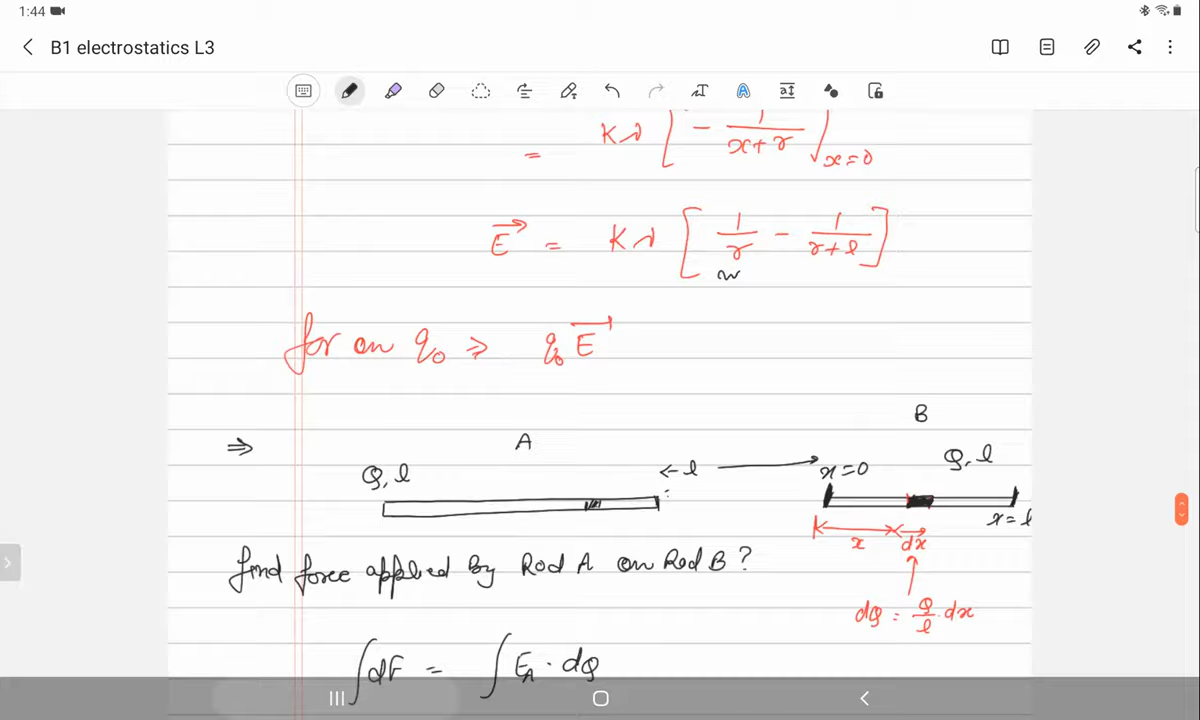 1:44
B1 electrostatics L3
= Kλ [ - 1/(x+r) ] x=0
E = Kλ [ 1/r - 1/(r+l) ]
for an q0 ⇒ q0 E
⇒ A B
Q, l ← l → x=0 Q, l
x=l
x dx
find force applied by Rod A on Rod B ?
dQ = Q/l . dx
∫dF = ∫ EA . dQ